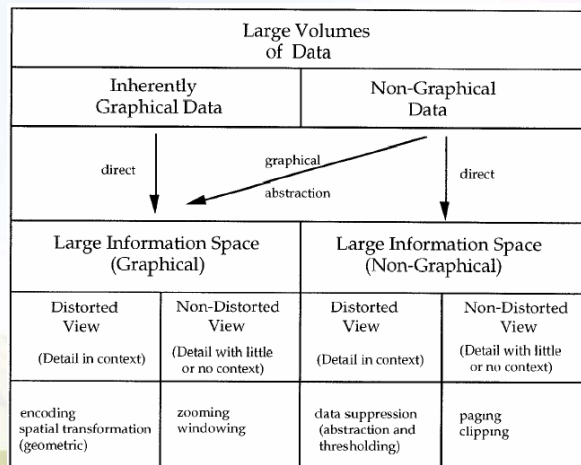 Large Volumes
of Data
Inherently
Graphical Data
Non-Graphical
Data
direct
graphical
abstraction
direct
Large Information Space
(Graphical)
Large Information Space
(Non-Graphical)
Distorted
View
(Detail in context)
Non-Distorted
View
(Detail with little
or no context)
Distorted
View
(Detail in context)
Non-Distorted
View
(Detail with little
or no context)
encoding
spatial transformation
(geometric)
zooming
windowing
data suppression
(abstraction and
thresholding)
paging
clipping